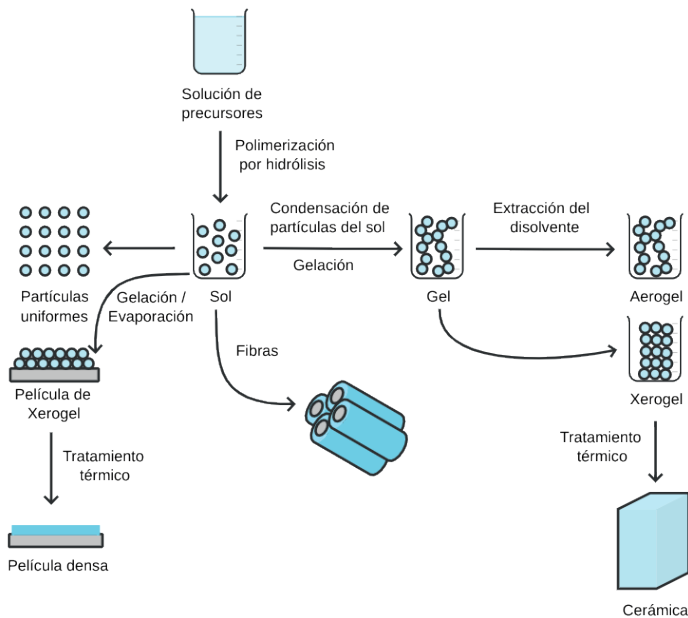 Solución de
precursores
Polimerización
por hidrólisis
Condensación de
partículas del sol
Gelación
Extracción del
disolvente
Partículas
uniformes
Gelación /
Evaporación
Sol
Gel
Aerogel
Fibras
Película de
Xerogel
Xerogel
Tratamiento
térmico
Tratamiento
térmico
Película densa
Cerámica